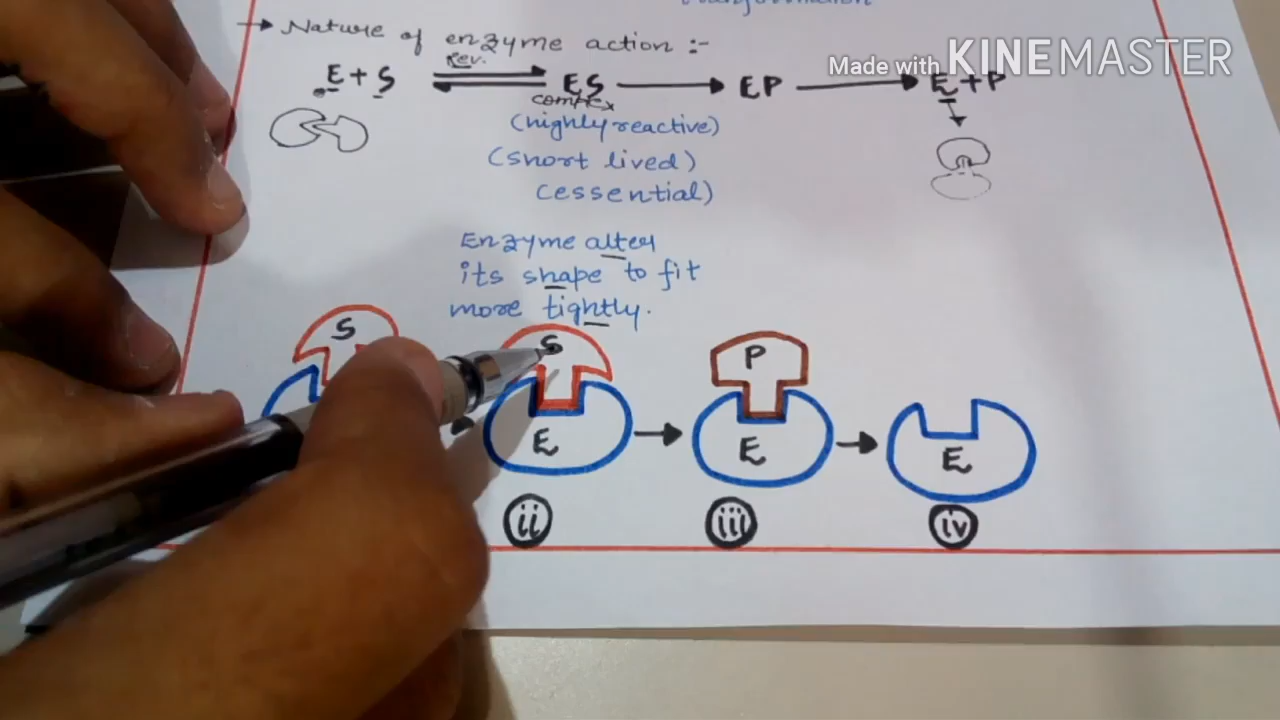 Transformation
→ Nature of enzyme action :-
Made with KINEMASTER
E + S Rev. ES → EP → E + P
complex
(highly reactive)
(short lived)
(essential)
Enzyme alter
its shape to fit
more tightly.
S S P
E E E
ii iii iv